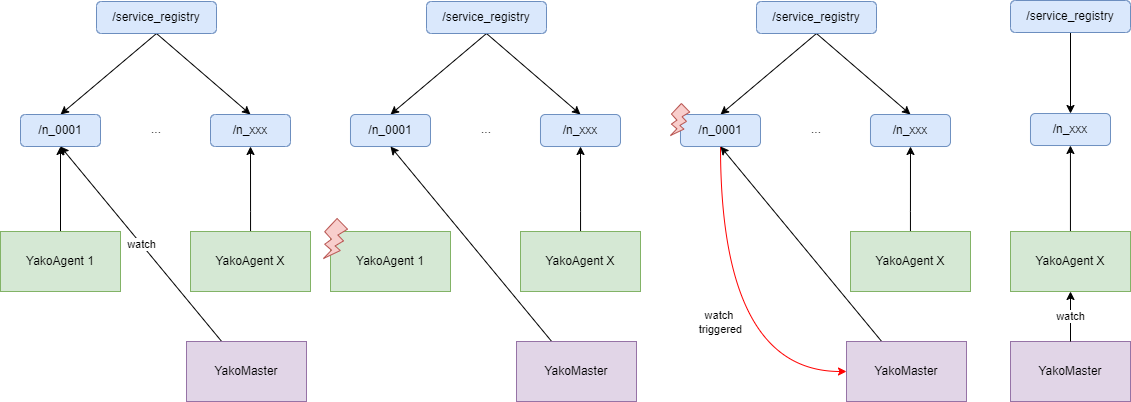 /service_registry
/service_registry
/service_registry
/service_registry
/n_0001
...
/n_xxx
/n_0001
...
/n_xxx
/n_0001
...
/n_xxx
/n_xxx
watch
YakoAgent 1
YakoAgent X
YakoAgent 1
YakoAgent X
YakoAgent X
YakoAgent X
watch
triggered
watch
YakoMaster
YakoMaster
YakoMaster
YakoMaster